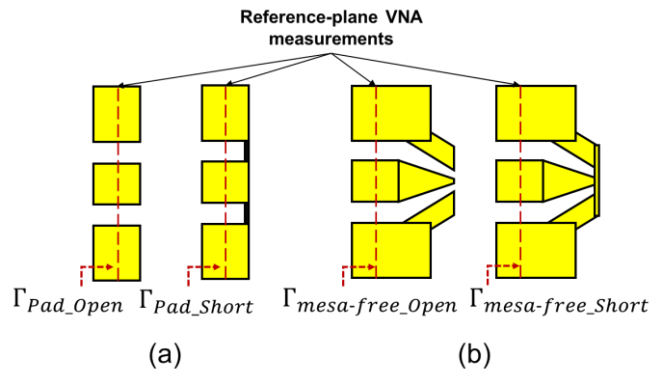 Reference-plane VNA
measurements
Γ_{Pad_Open} Γ_{Pad_Short} Γ_{mesa-free_Open} Γ_{mesa-free_Short}
(a) (b)